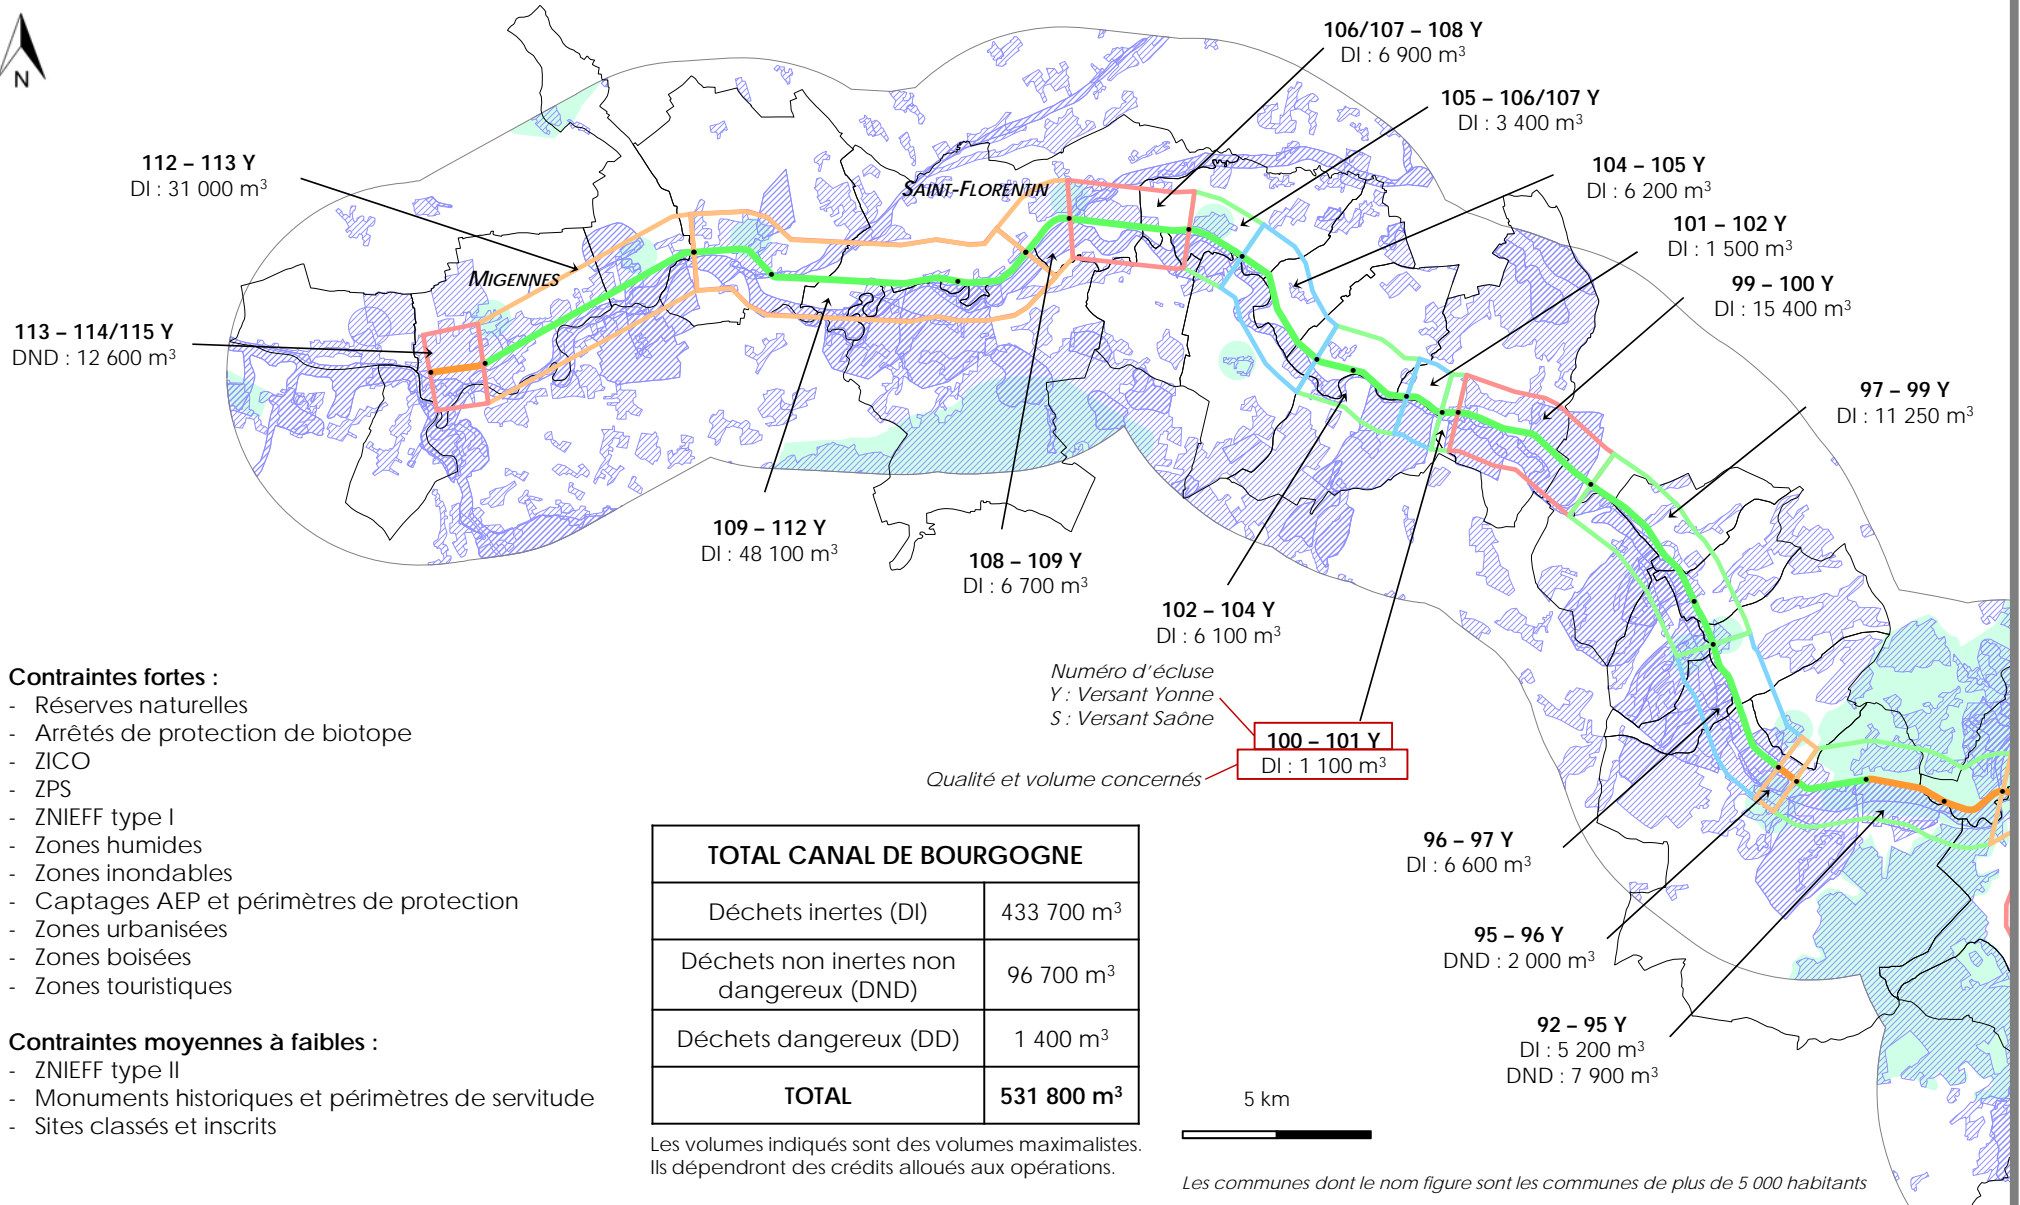 N
106/107 – 108 Y
DI : 6 900 m³
105 – 106/107 Y
DI : 3 400 m³
104 – 105 Y
DI : 6 200 m³
101 – 102 Y
DI : 1 500 m³
99 – 100 Y
DI : 15 400 m³
97 – 99 Y
DI : 11 250 m³
112 – 113 Y
DI : 31 000 m³
SAINT-FLORENTIN
MIGENNES
113 – 114/115 Y
DND : 12 600 m³
109 – 112 Y
DI : 48 100 m³
108 – 109 Y
DI : 6 700 m³
102 – 104 Y
DI : 6 100 m³
Numéro d'écluse
Y : Versant Yonne
S : Versant Saône
100 – 101 Y
DI : 1 100 m³
Qualité et volume concernés
96 – 97 Y
DI : 6 600 m³
95 – 96 Y
DND : 2 000 m³
92 – 95 Y
DI : 5 200 m³
DND : 7 900 m³
Contraintes fortes :
- Réserves naturelles
- Arrêtés de protection de biotope
- ZICO
- ZPS
- ZNIEFF type I
- Zones humides
- Zones inondables
- Captages AEP et périmètres de protection
- Zones urbanisées
- Zones boisées
- Zones touristiques
Contraintes moyennes à faibles :
- ZNIEFF type II
- Monuments historiques et périmètres de servitude
- Sites classés et inscrits
TOTAL CANAL DE BOURGOGNE
Déchets inertes (DI) 433 700 m³
Déchets non inertes non
dangereux (DND) 96 700 m³
Déchets dangereux (DD) 1 400 m³
TOTAL 531 800 m³
Les volumes indiqués sont des volumes maximalistes.
Ils dépendront des crédits alloués aux opérations.
5 km
Les communes dont le nom figure sont les communes de plus de 5 000 habitants